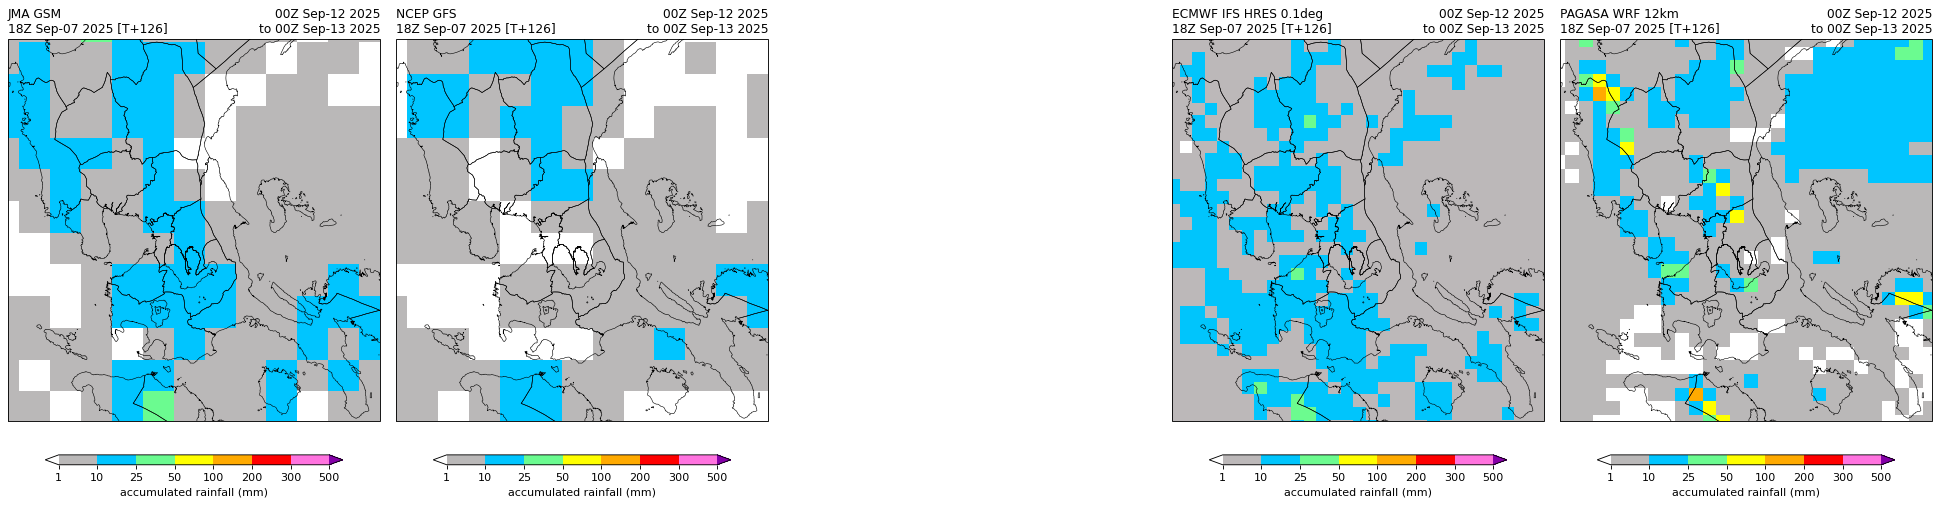 JMA GSM 00Z Sep-12 2025
18Z Sep-07 2025 [T+126] to 00Z Sep-13 2025
1 10 25 50 100 200 300 500
accumulated rainfall (mm)
NCEP GFS 00Z Sep-12 2025
18Z Sep-07 2025 [T+126] to 00Z Sep-13 2025
1 10 25 50 100 200 300 500
accumulated rainfall (mm)
ECMWF IFS HRES 0.1deg 00Z Sep-12 2025
18Z Sep-07 2025 [T+126] to 00Z Sep-13 2025
1 10 25 50 100 200 300 500
accumulated rainfall (mm)
PAGASA WRF 12km 00Z Sep-12 2025
18Z Sep-07 2025 [T+126] to 00Z Sep-13 2025
1 10 25 50 100 200 300 500
accumulated rainfall (mm)